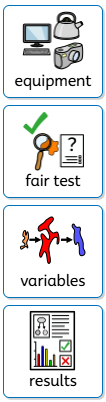 equipment
?
fair test
variables
results